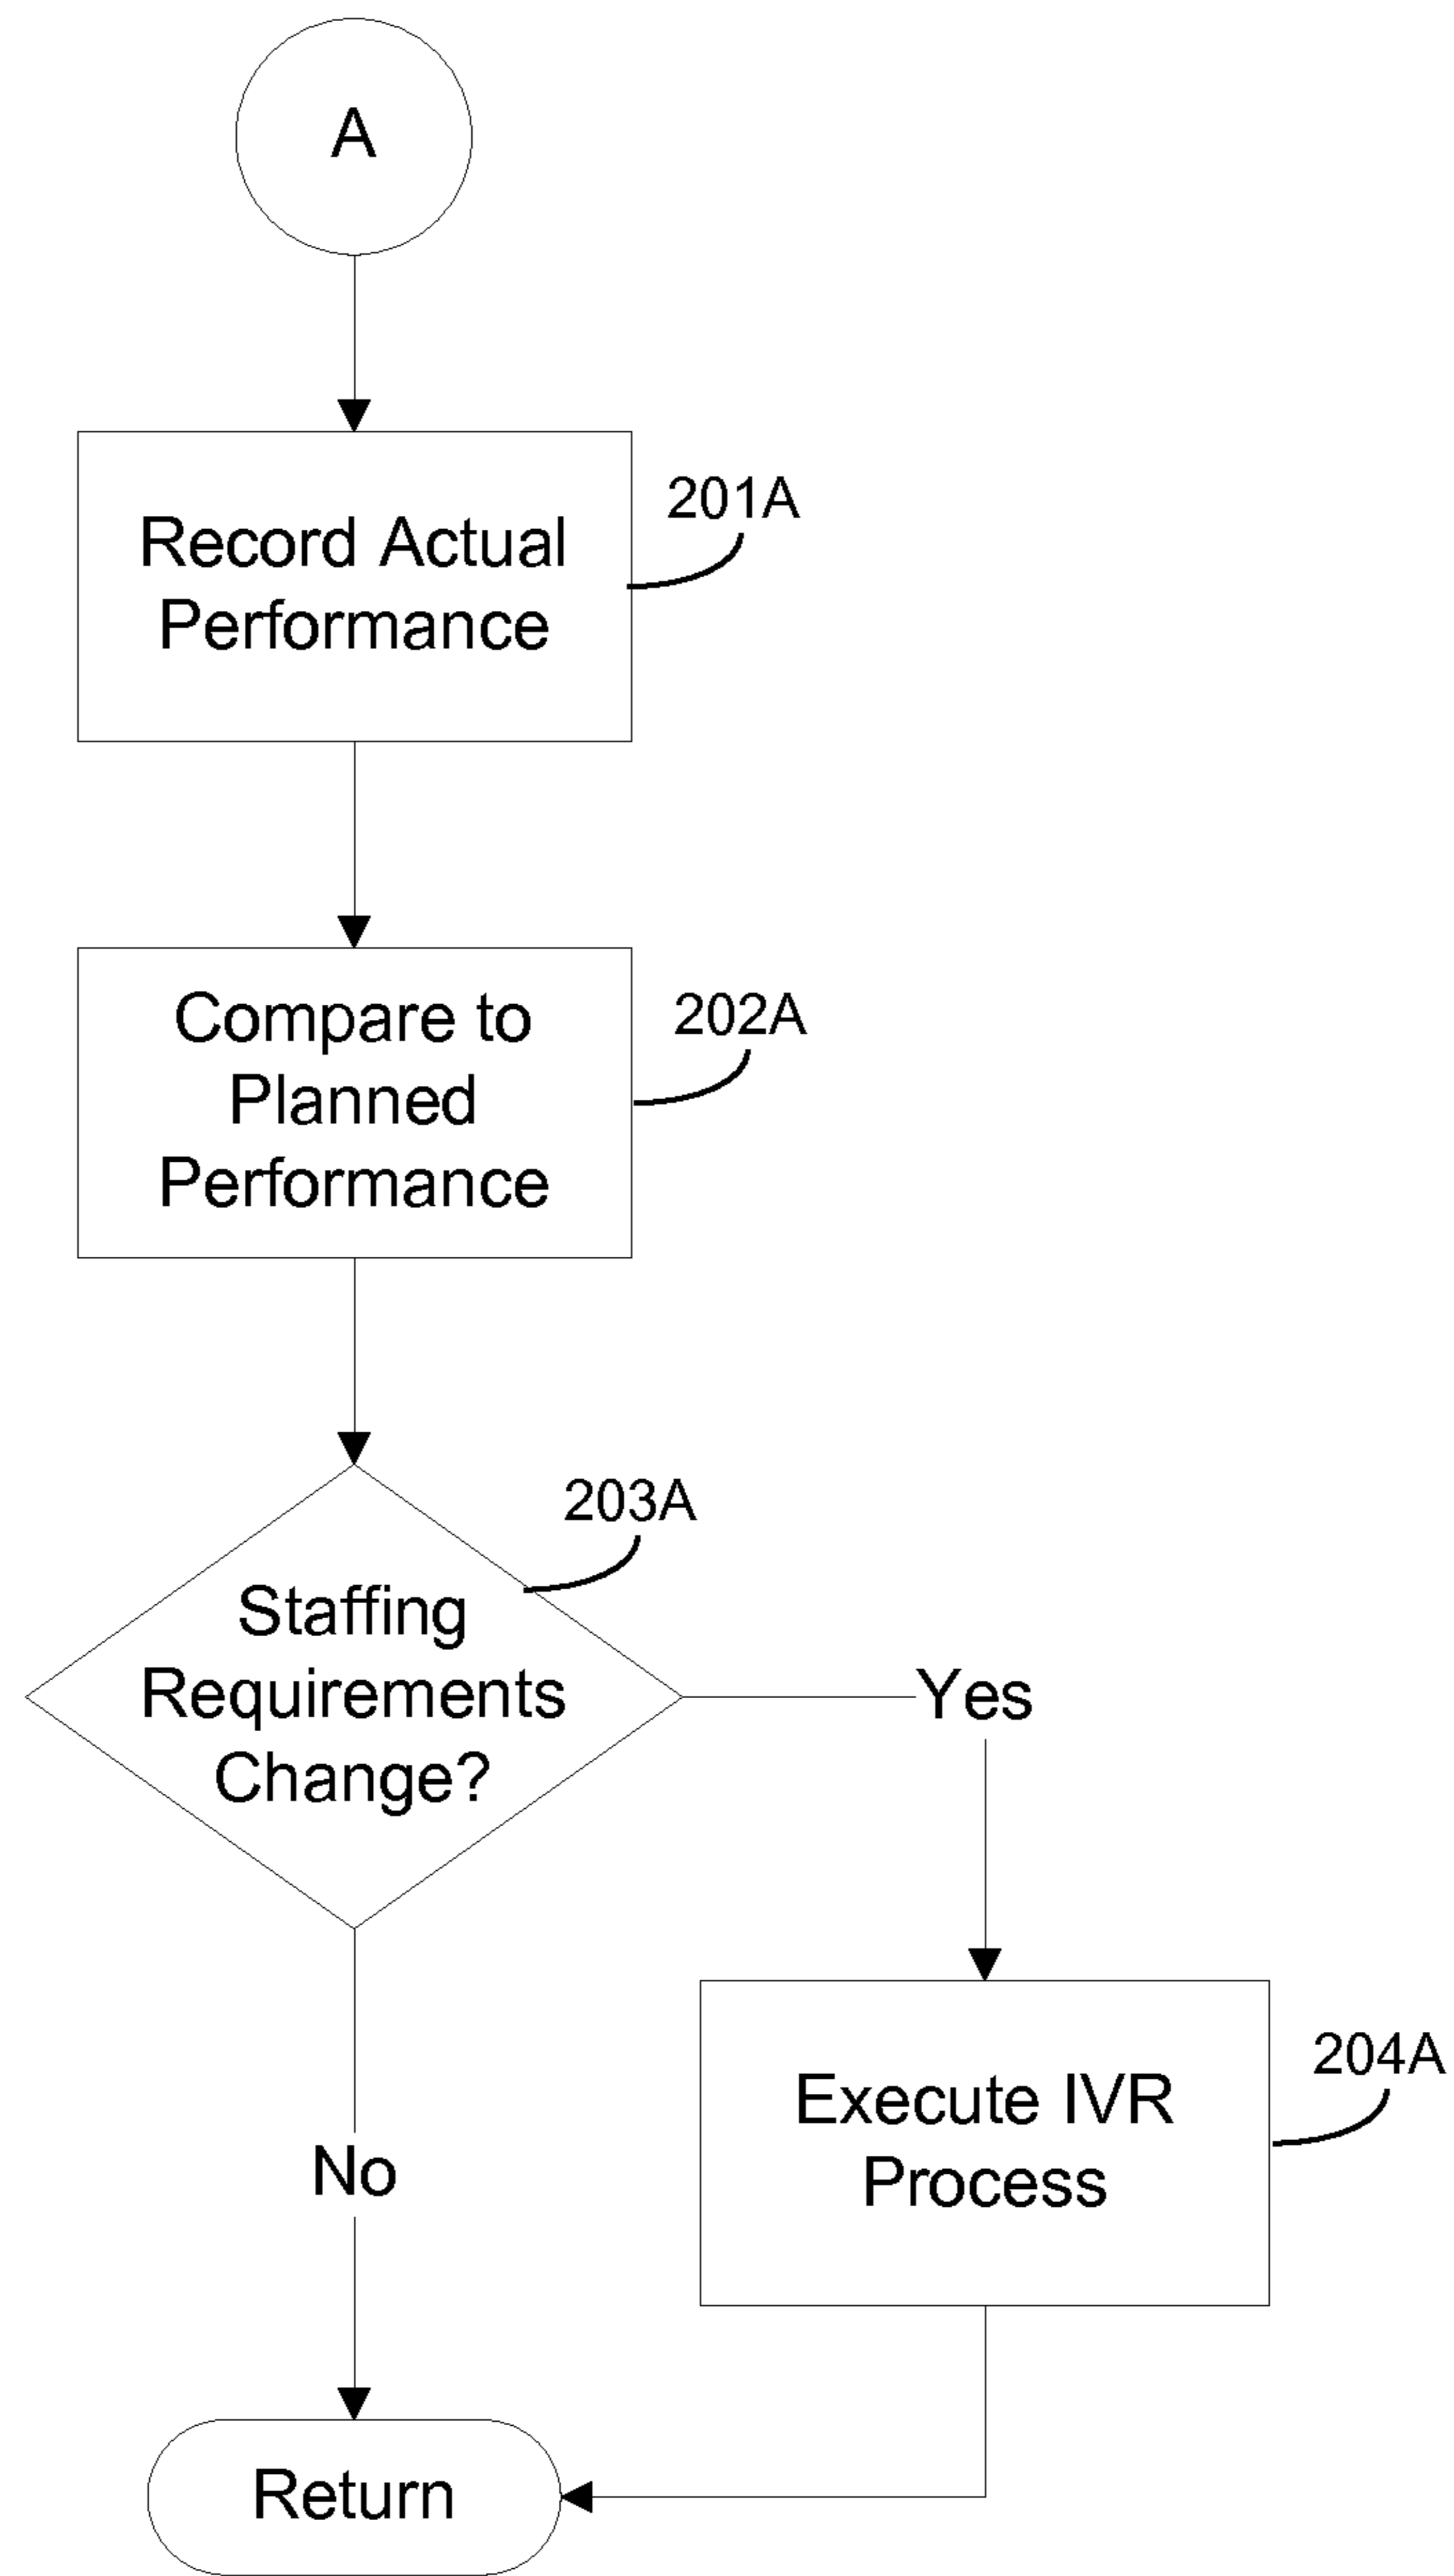 A
Record Actual
Performance
201A
Compare to
Planned
Performance
202A
203A
Staffing
Requirements
Change?
Yes
No
Execute IVR
Process
204A
Return